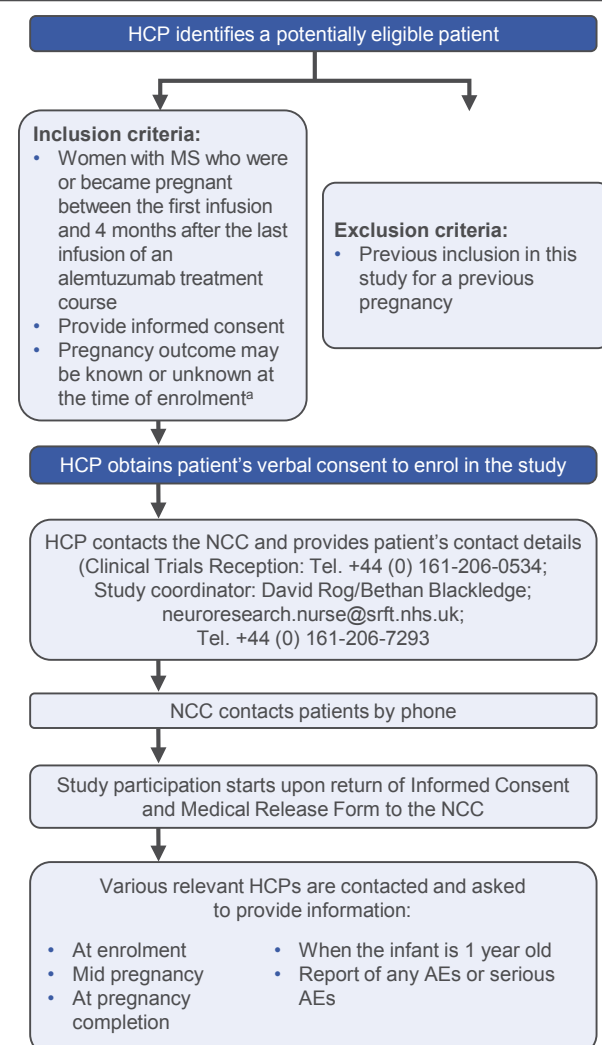 HCP identifies a potentially eligible patient
Inclusion criteria:
• Women with MS who were
or became pregnant
between the first infusion
and 4 months after the last
infusion of an
alemtuzumab treatment
course
• Provide informed consent
• Pregnancy outcome may
be known or unknown at
the time of enrolmentᵃ
Exclusion criteria:
• Previous inclusion in this
study for a previous
pregnancy
HCP obtains patient's verbal consent to enrol in the study
HCP contacts the NCC and provides patient's contact details
(Clinical Trials Reception: Tel. +44 (0) 161-206-0534;
Study coordinator: David Rog/Bethan Blackledge;
neuroresearch.nurse@srft.nhs.uk;
Tel. +44 (0) 161-206-7293
NCC contacts patients by phone
Study participation starts upon return of Informed Consent
and Medical Release Form to the NCC
Various relevant HCPs are contacted and asked
to provide information:
• At enrolment
• Mid pregnancy
• At pregnancy
completion
• When the infant is 1 year old
• Report of any AEs or serious
AEs